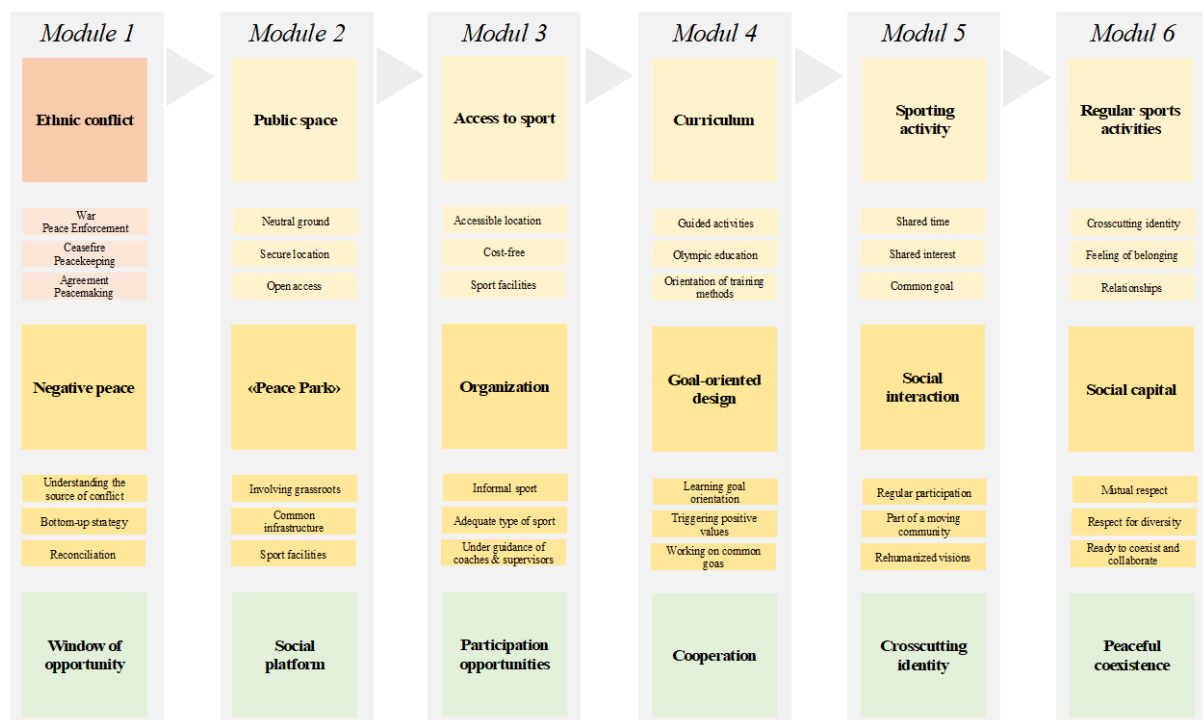 Module 1
Ethnic conflict
War
Peace Enforcement
Ceasefire
Peacekeeping
Agreement
Peacemaking
Negative peace
Understanding the
source of conflict
Bottom-up strategy
Reconciliation
Window of
opportunity
Module 2
Public space
Neutral ground
Secure location
Open access
«Peace Park»
Involving grassroots
Common
infrastructure
Sport facilities
Social
platform
Modul 3
Access to sport
Accessible location
Cost-free
Sport facilities
Organization
Informal sport
Adequate type of sport
Under guidance of
coaches & supervisors
Participation
opportunities
Modul 4
Curriculum
Guided activities
Olympic education
Orientation of training
methods
Goal-oriented
design
Learning goal
orientation
Triggering positive
values
Working on common
goas
Cooperation
Modul 5
Sporting
activity
Shared time
Shared interest
Common goal
Social
interaction
Regular participation
Part of a moving
community
Rehumanized visions
Crosscutting
identity
Modul 6
Regular sports
activities
Crosscutting identity
Feeling of belonging
Relationships
Social capital
Mutual respect
Respect for diversity
Ready to coexist and
collaborate
Peaceful
coexistence